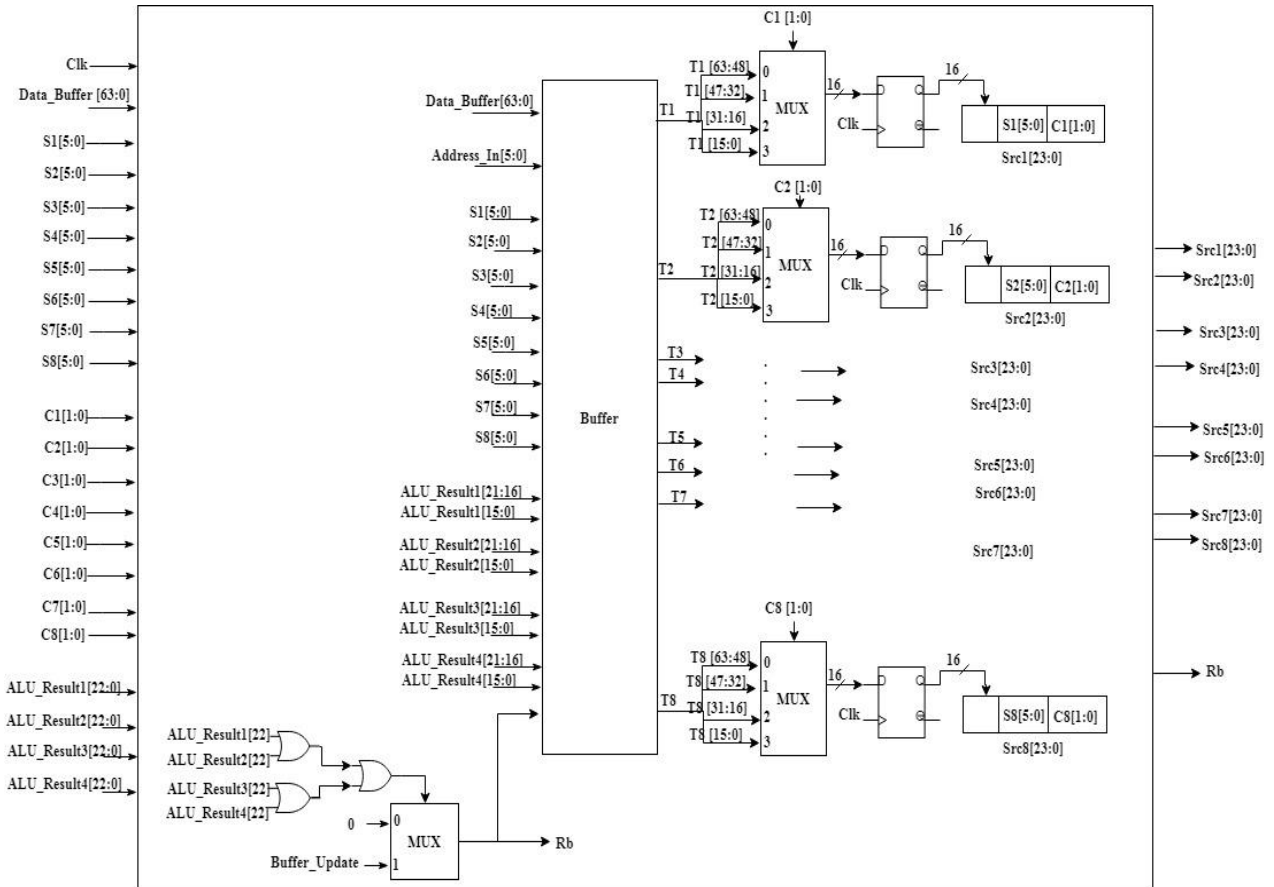 Clk
Data_Buffer [63:0]
S1[5:0]
S2[5:0]
S3[5:0]
S4[5:0]
S5[5:0]
S6[5:0]
S7[5:0]
S8[5:0]
C1[1:0]
C2[1:0]
C3[1:0]
C4[1:0]
C5[1:0]
C6[1:0]
C7[1:0]
C8[1:0]
ALU_Result1[22:0]
ALU_Result2[22:0]
ALU_Result3[22:0]
ALU_Result4[22:0]
Data_Buffer[63:0]
Address_In[5:0]
S1[5:0]
S2[5:0]
S3[5:0]
S4[5:0]
S5[5:0]
S6[5:0]
S7[5:0]
S8[5:0]
ALU_Result1[21:16]
ALU_Result1[15:0]
ALU_Result2[21:16]
ALU_Result2[15:0]
ALU_Result3[21:16]
ALU_Result3[15:0]
ALU_Result4[21:16]
ALU_Result4[15:0]
ALU_Result1[22]
ALU_Result2[22]
ALU_Result3[22]
ALU_Result4[22]
0
0
MUX
Buffer_Update
1
Rb
Buffer
T1
T2
T3
T4
T5
T6
T7
T8
C1 [1:0]
T1 [63:48]
0
T1 [47:32]
1
MUX
T1 [31:16]
2
T1 [15:0]
3
16
D
Q
Clk
Q
16
S1[5:0]
C1[1:0]
Src1[23:0]
C2 [1:0]
T2 [63:48]
0
T2 [47:32]
1
MUX
T2 [31:16]
2
T2 [15:0]
3
16
D
Q
Clk
Q
16
S2[5:0]
C2[1:0]
Src2[23:0]
Src3[23:0]
Src4[23:0]
Src5[23:0]
Src6[23:0]
Src7[23:0]
C8 [1:0]
T8 [63:48]
0
T8 [47:32]
1
MUX
T8 [31:16]
2
T8 [15:0]
3
16
D
Q
Clk
Q
16
S8[5:0]
C8[1:0]
Src8[23:0]
Src1[23:0]
Src2[23:0]
Src3[23:0]
Src4[23:0]
Src5[23:0]
Src6[23:0]
Src7[23:0]
Src8[23:0]
Rb